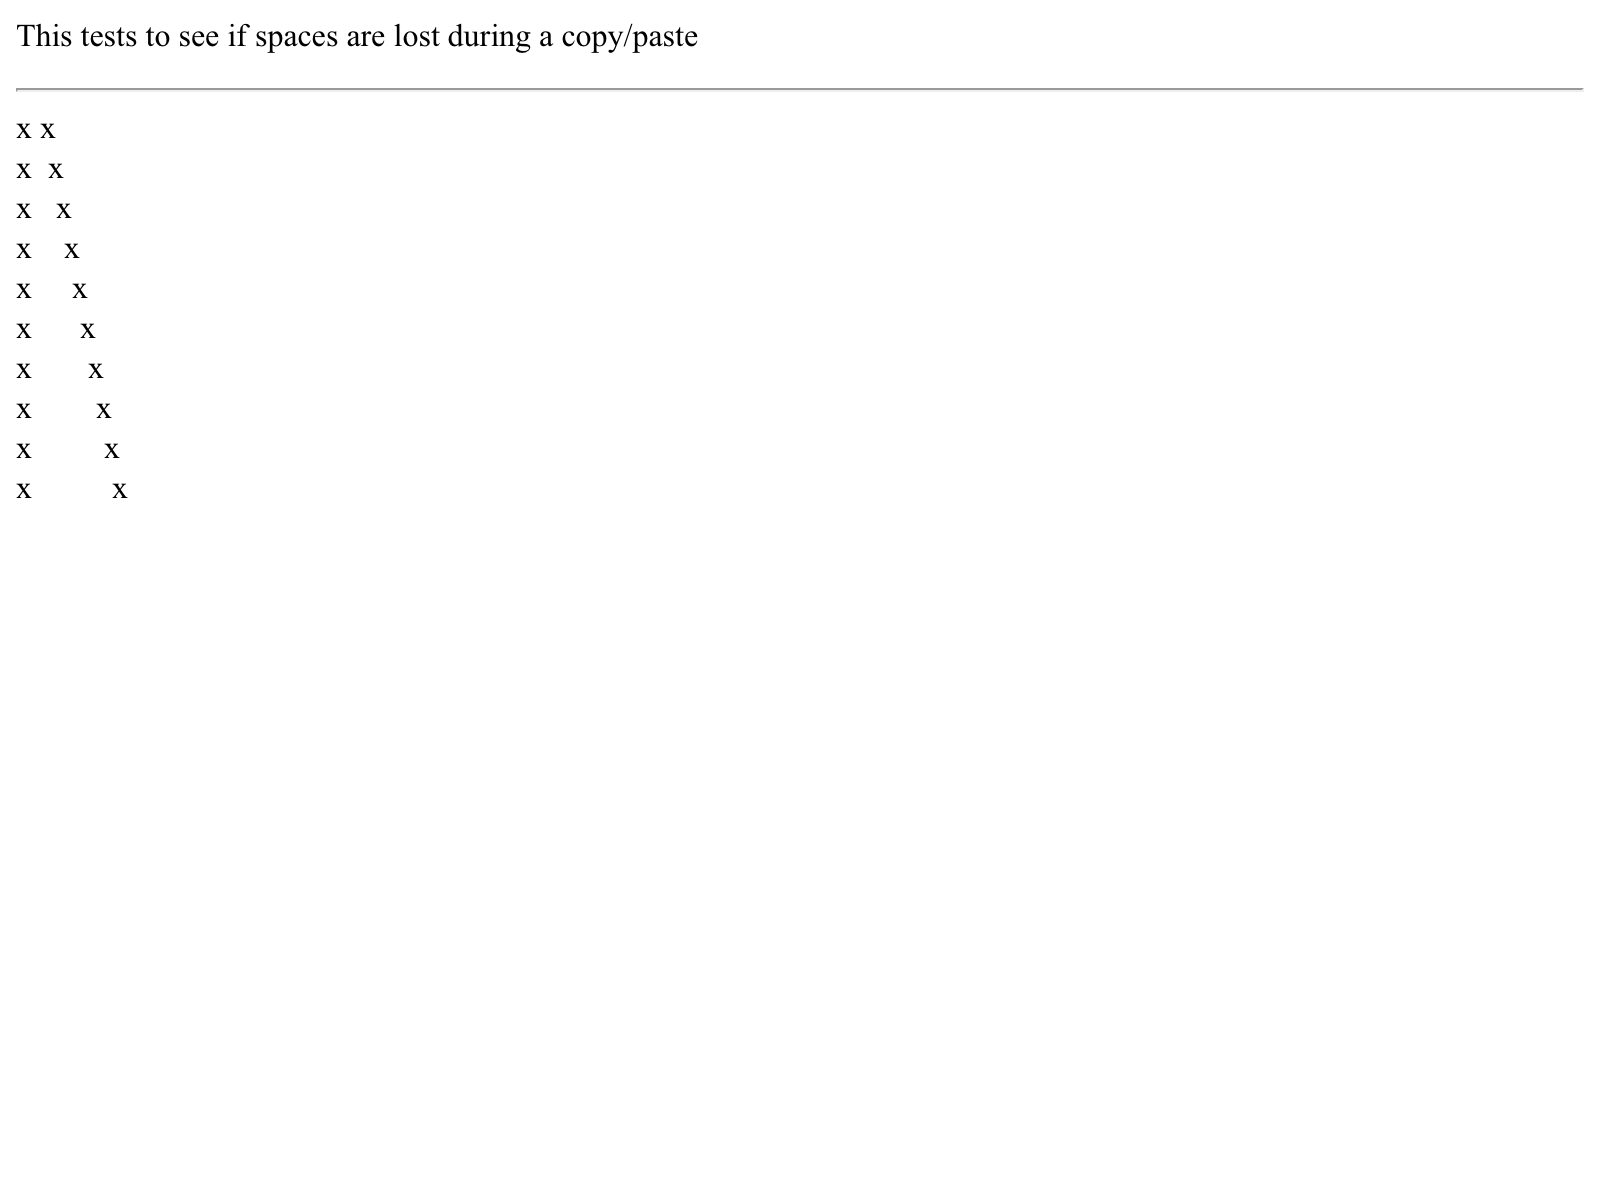 This tests to see if spaces are lost during a copy/paste
x x
x  x
x   x
x    x
x     x
x      x
x       x
x        x
x         x
x          x